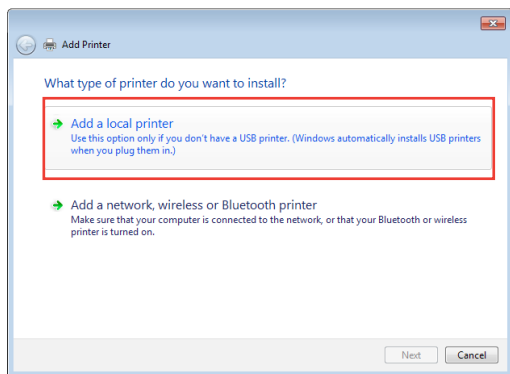 Add Printer
What type of printer do you want to install?
Add a local printer
Use this option only if you don't have a USB printer. (Windows automatically installs USB printers
when you plug them in.)
Add a network, wireless or Bluetooth printer
Make sure that your computer is connected to the network, or that your Bluetooth or wireless
printer is turned on.
Next
Cancel